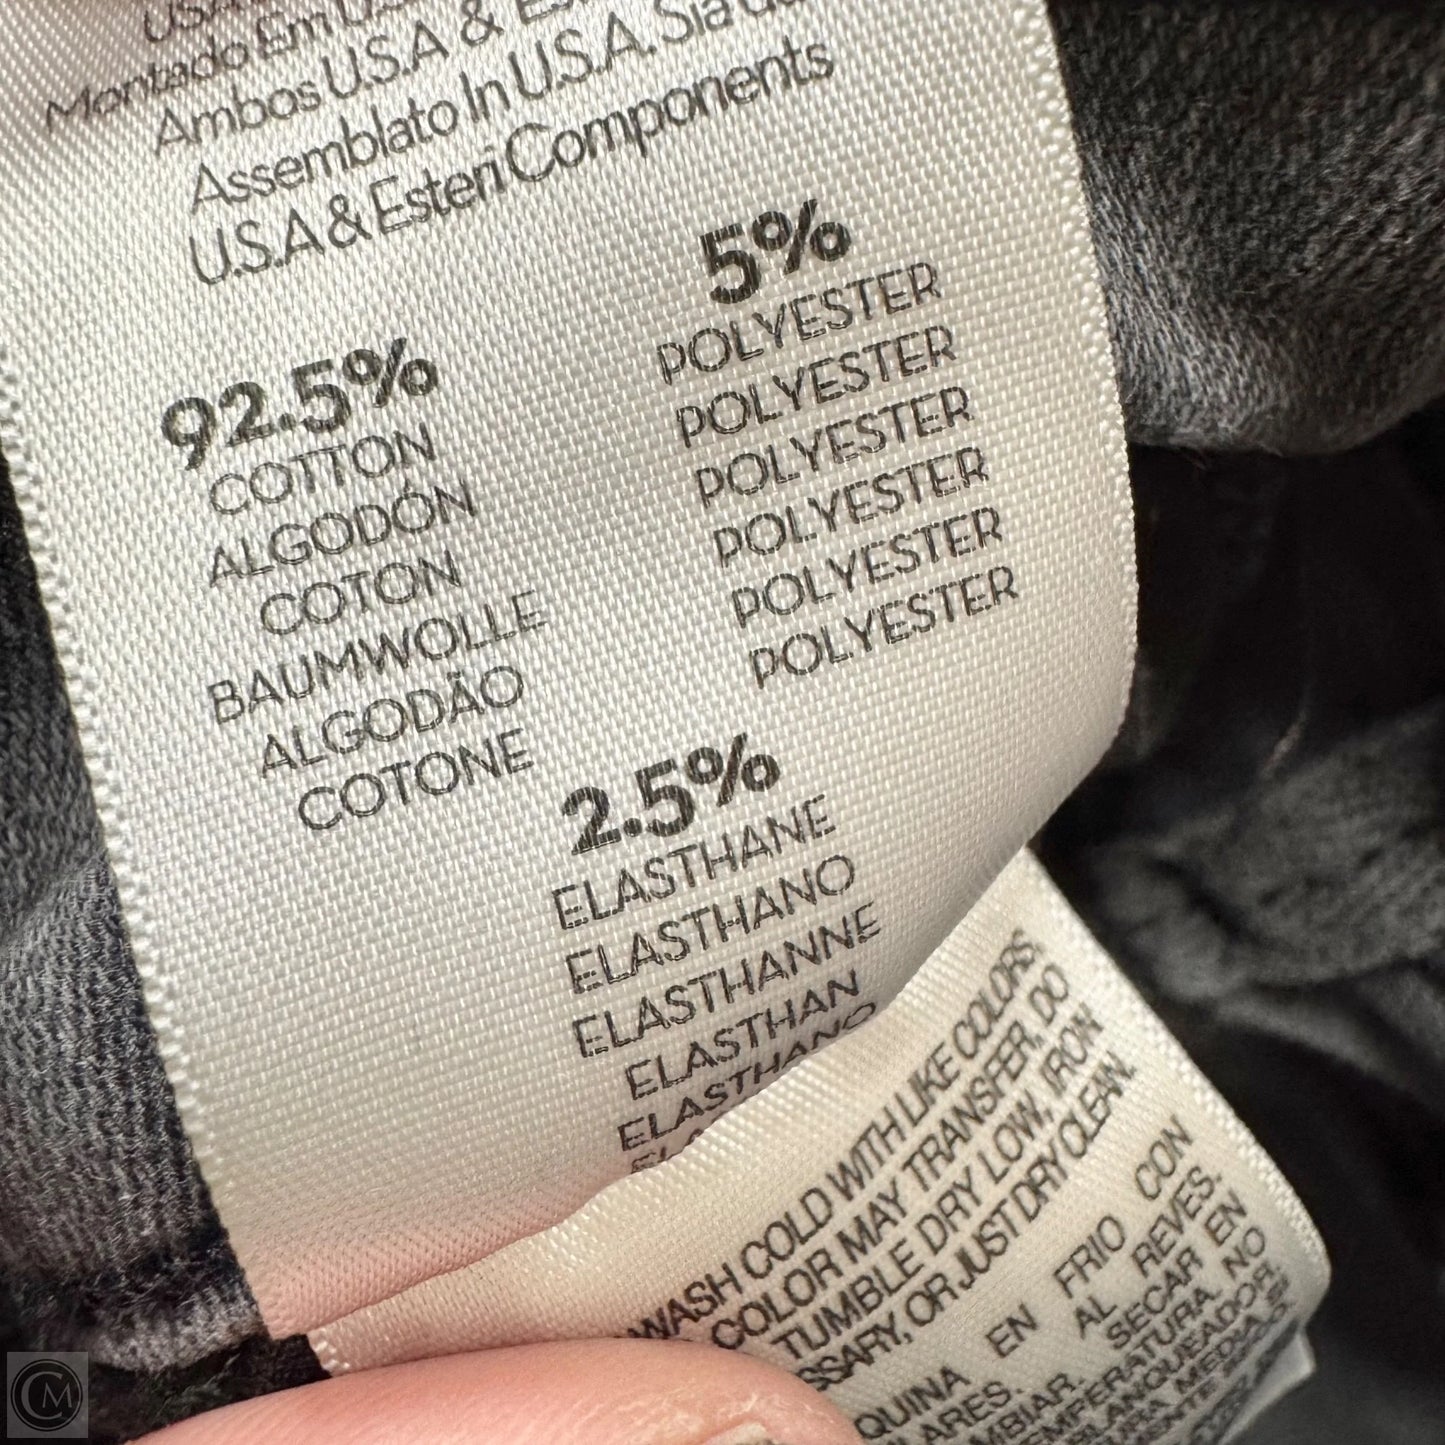 Montado Em U.S.A
Ambos U.S.A &
Assemblato In U.S.A.
U.S.A & Esteri Components
92.5%
COTTON
ALGODÓN
COTON
BAUMWOLLE
ALGODÃO
COTONE
5%
POLYESTER
POLYESTER
POLYESTER
POLYESTER
POLYESTER
POLYESTER
2.5%
ELASTHANE
ELASTHANO
ELASTHANNE
ELASTHAN
ELASTHANO
WASH COLD WITH LIKE COLORS.
COLOR MAY TRANSFER. DO
TUMBLE DRY LOW, IRON
OR JUST DRY CLEAN.
EN FRIO CON
AL REVES.
SECAR EN
NO
CM